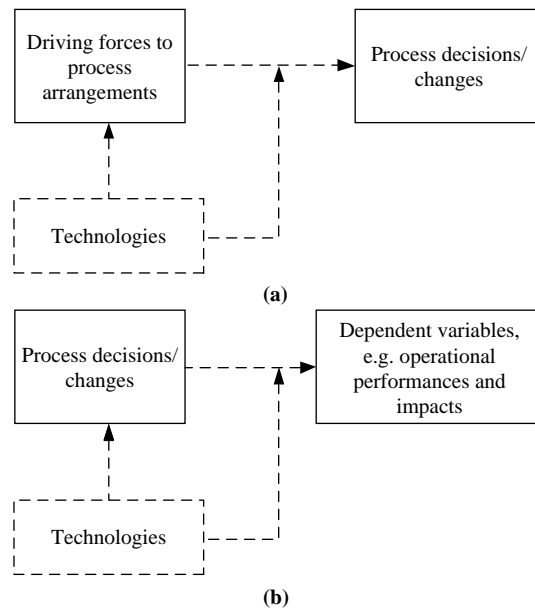 Driving forces to
process
arrangements
Process decisions/
changes
Technologies
(a)
Process decisions/
changes
Dependent variables,
e.g. operational
performances and
impacts
Technologies
(b)